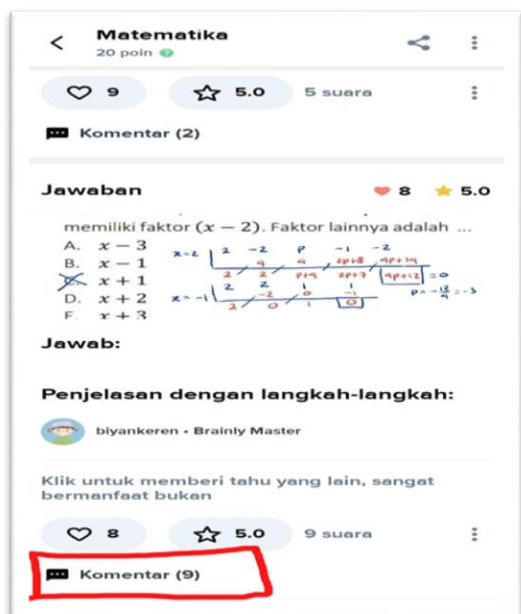 Matematika
20 poin
9 5.0 5 suara
Komentar (2)
Jawaban 8 5.0
memiliki faktor (x − 2). Faktor lainnya adalah ...
A. x − 3
B. x − 1
C. x + 1
D. x + 2
F. x + 3
x=2 2 -2 p -1 -2
4 4 2p+8 4p+14
2 2 p+4 2p+7 4p+12 =0
2 2 1 1 p = -12/4 = -3
x=-1 -2 0 -1
2 0 1 0
Jawab:
Penjelasan dengan langkah-langkah:
biyankeren • Brainly Master
Klik untuk memberi tahu yang lain, sangat
bermanfaat bukan
8 5.0 9 suara
Komentar (9)